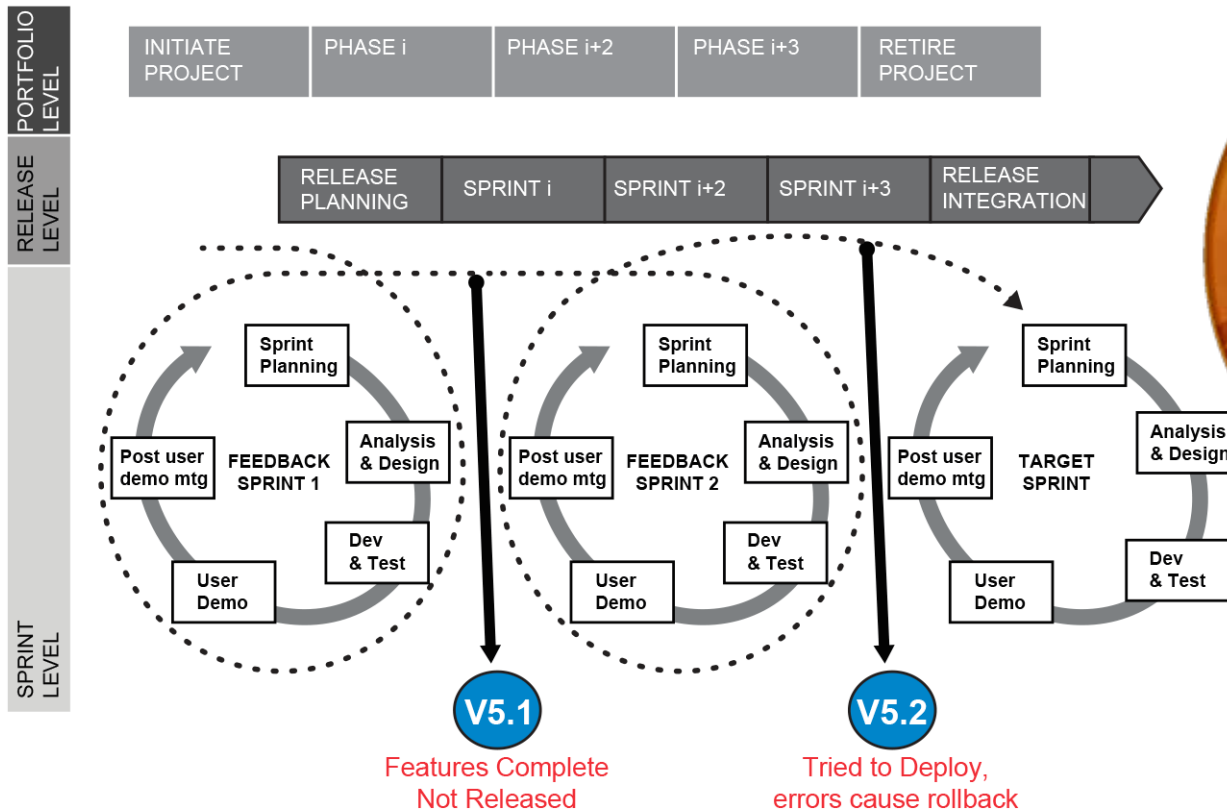 PORTFOLIO
LEVEL
INITIATE
PROJECT
PHASE i
PHASE i+2
PHASE i+3
RETIRE
PROJECT
RELEASE
LEVEL
RELEASE
PLANNING
SPRINT i
SPRINT i+2
SPRINT i+3
RELEASE
INTEGRATION
SPRINT
LEVEL
Sprint
Planning
Analysis
& Design
Dev
& Test
User
Demo
Post user
demo mtg
FEEDBACK
SPRINT 1
Sprint
Planning
Analysis
& Design
Dev
& Test
User
Demo
Post user
demo mtg
FEEDBACK
SPRINT 2
Sprint
Planning
Analysis
& Design
Dev
& Test
User
Demo
Post user
demo mtg
TARGET
SPRINT
V5.1
Features Complete
Not Released
V5.2
Tried to Deploy,
errors cause rollback